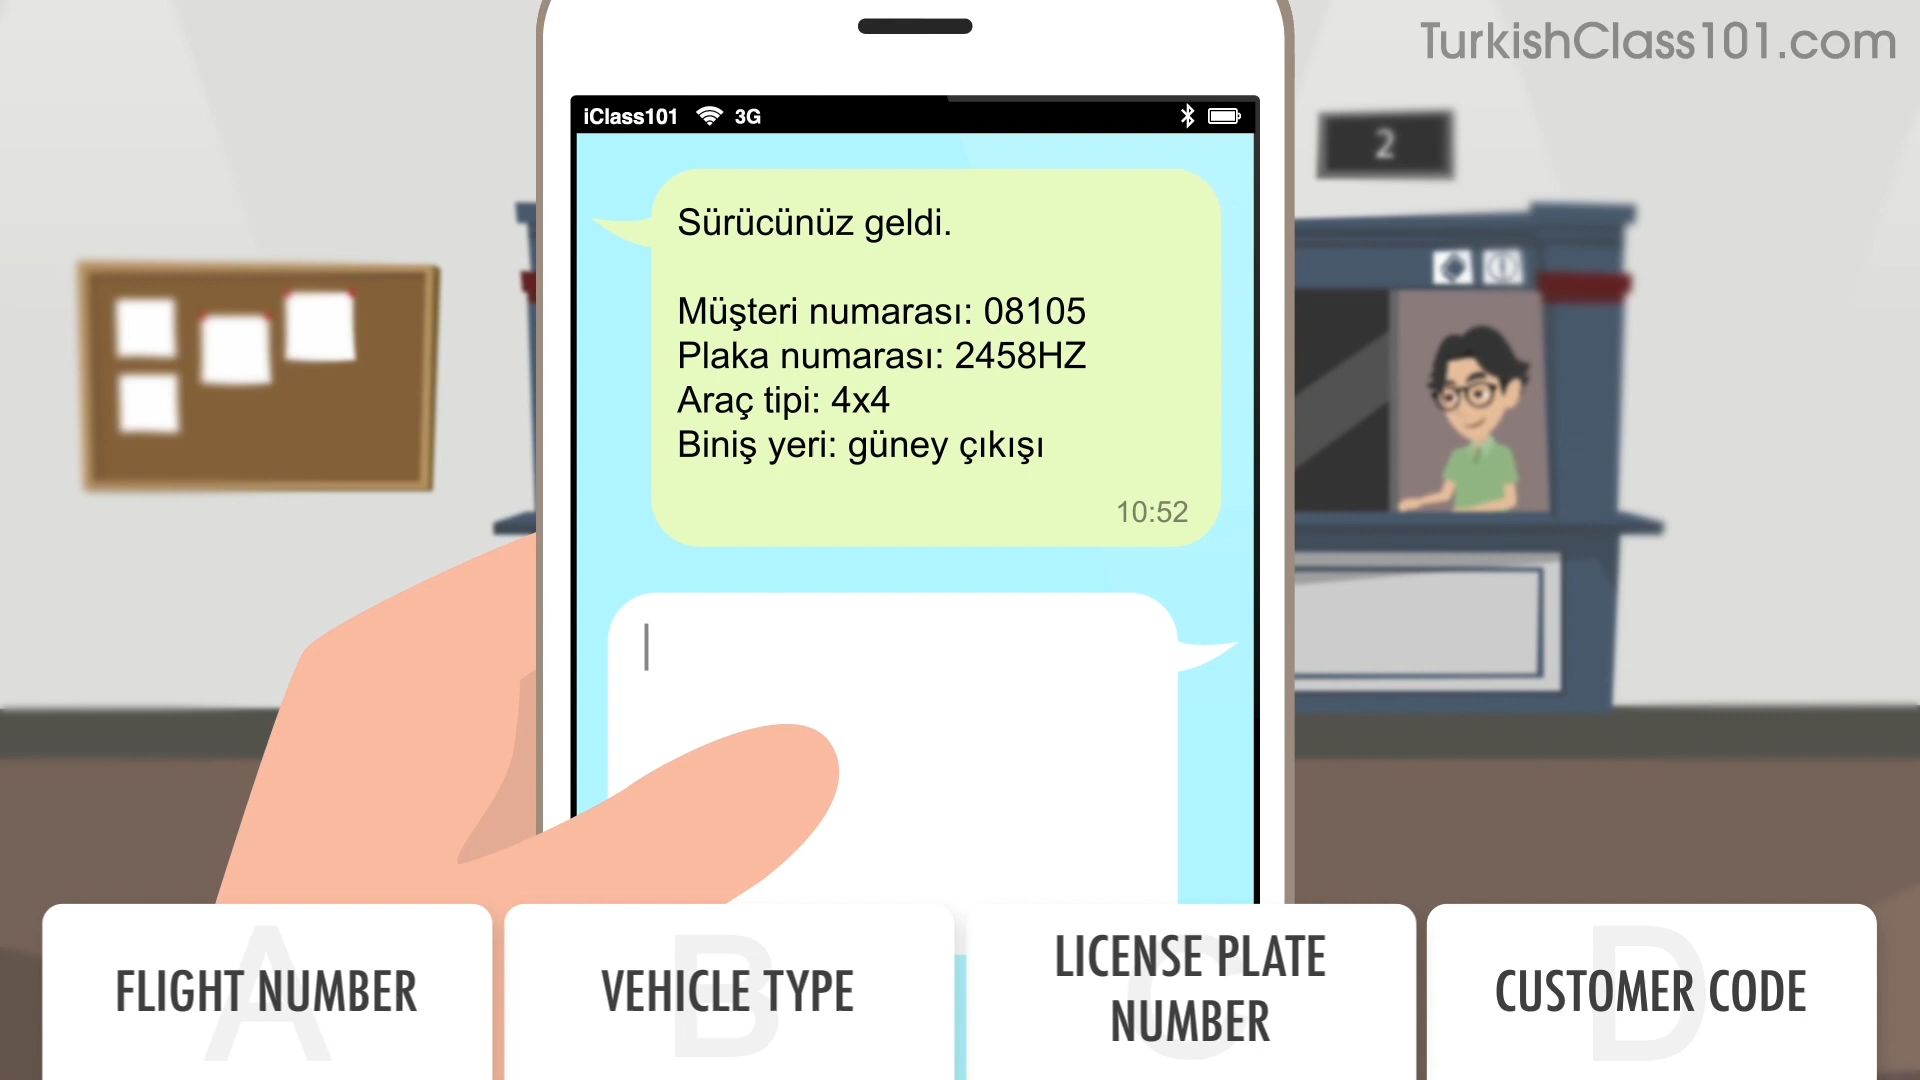 TurkishClass101.com
iClass101 3G
2
Sürücünüz geldi.
Müşteri numarası: 08105
Plaka numarası: 2458HZ
Araç tipi: 4x4
Biniş yeri: güney çıkışı
10:52
A
FLIGHT NUMBER
B
VEHICLE TYPE
C
LICENSE PLATE
NUMBER
D
CUSTOMER CODE